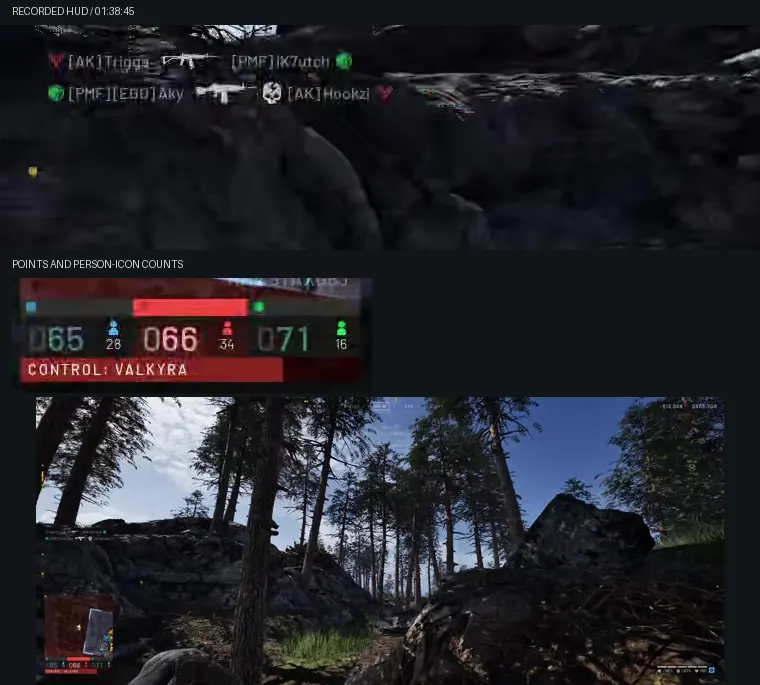 RECORDED HUD / 01:38:45
[AK]Trigga [PMF]iK7utch
[PMF][EBD]Aky [AK]Hookzi
POINTS AND PERSON-ICON COUNTS
065 28 066 34 071 16
CONTROL: VALKYRA